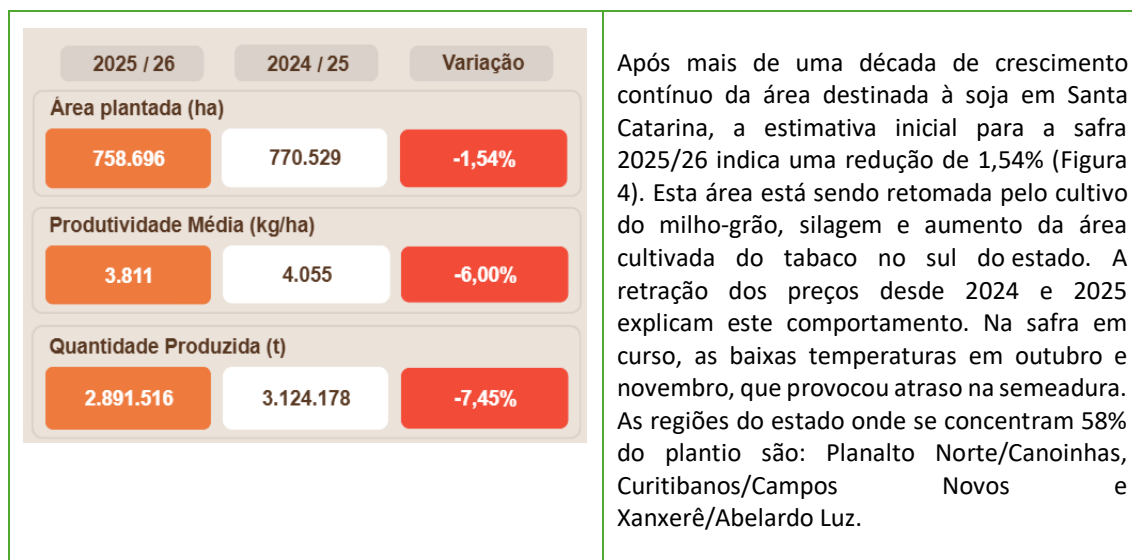 2025 / 26 2024 / 25 Variação
Área plantada (ha)
758.696 770.529 -1,54%
Produtividade Média (kg/ha)
3.811 4.055 -6,00%
Quantidade Produzida (t)
2.891.516 3.124.178 -7,45%
Após mais de uma década de crescimento
contínuo da área destinada à soja em Santa
Catarina, a estimativa inicial para a safra
2025/26 indica uma redução de 1,54% (Figura
4). Esta área está sendo retomada pelo cultivo
do milho-grão, silagem e aumento da área
cultivada do tabaco no sul do estado. A
retração dos preços desde 2024 e 2025
explicam este comportamento. Na safra em
curso, as baixas temperaturas em outubro e
novembro, que provocou atraso na semeadura.
As regiões do estado onde se concentram 58%
do plantio são: Planalto Norte/Canoinhas,
Curitibanos/Campos Novos e
Xanxerê/Abelardo Luz.